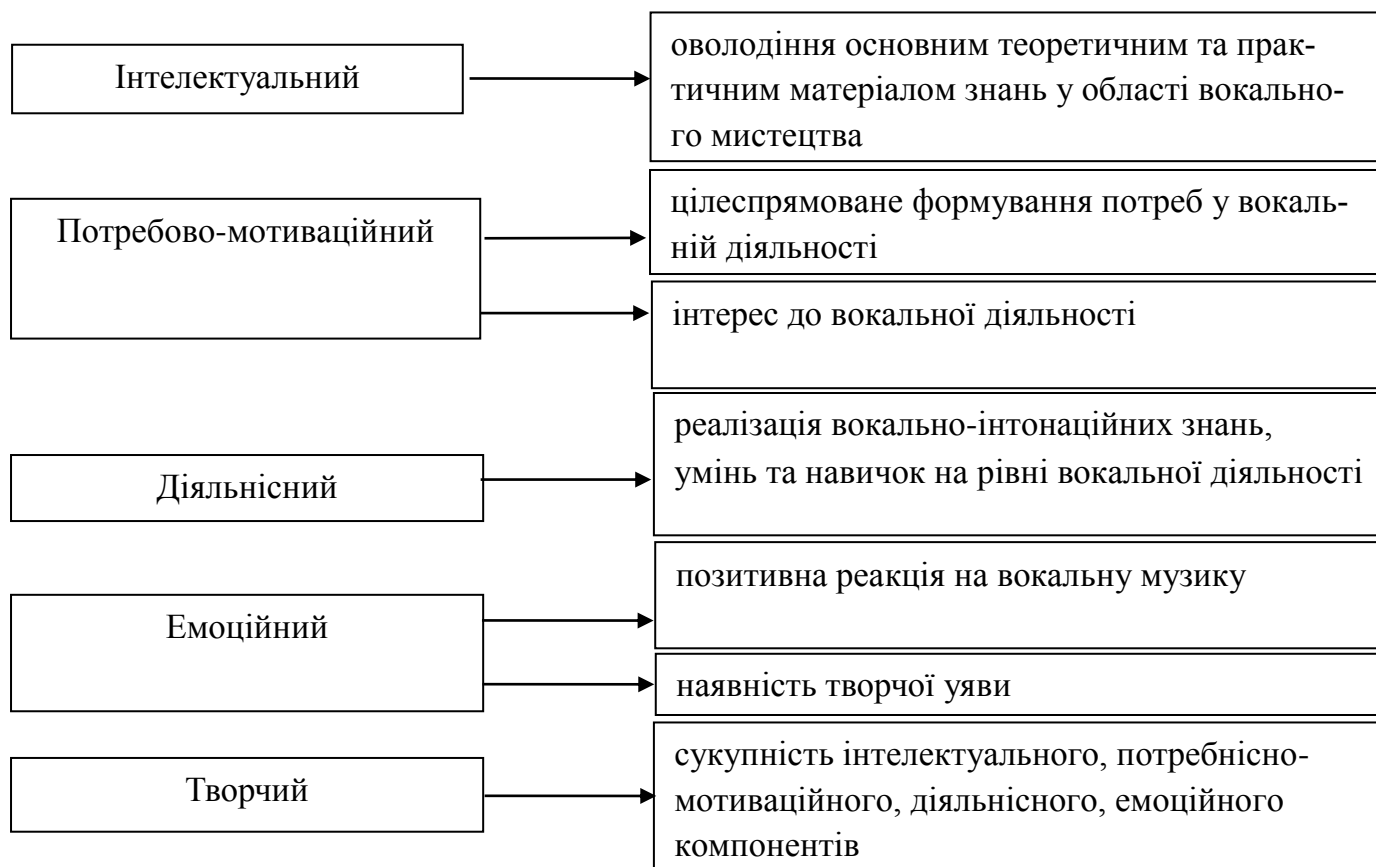 Інтелектуальний
оволодіння основним теоретичним та прак-
тичним матеріалом знань у області вокально-
го мистецтва
Потребово-мотиваційний
цілеспрямоване формування потреб у вокаль-
ній діяльності
інтерес до вокальної діяльності
Діяльнісний
реалізація вокально-інтонаційних знань,
умінь та навичок на рівні вокальної діяльності
Емоційний
позитивна реакція на вокальну музику
наявність творчої уяви
Творчий
сукупність інтелектуального, потребнісно-
мотиваційного, діяльнісного, емоційного
компонентів